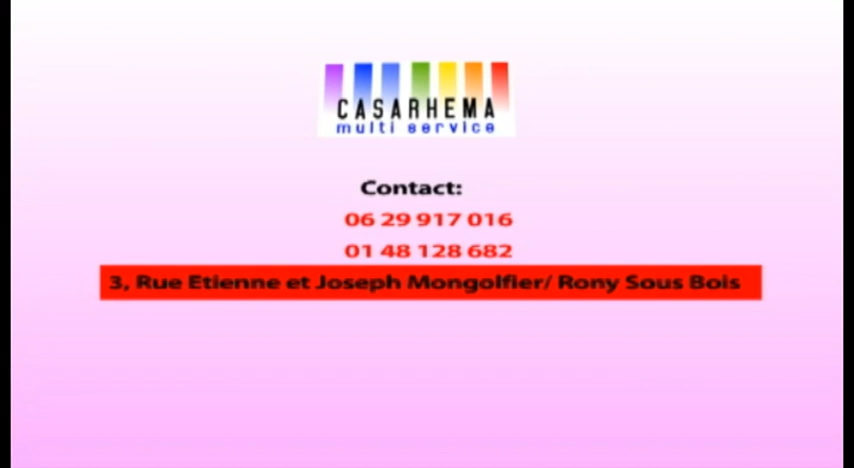 CASARHEMA
multi service
Contact:
06 29 917 016
01 48 128 682
3, Rue Etienne et Joseph Mongolfier/ Rony Sous Bois